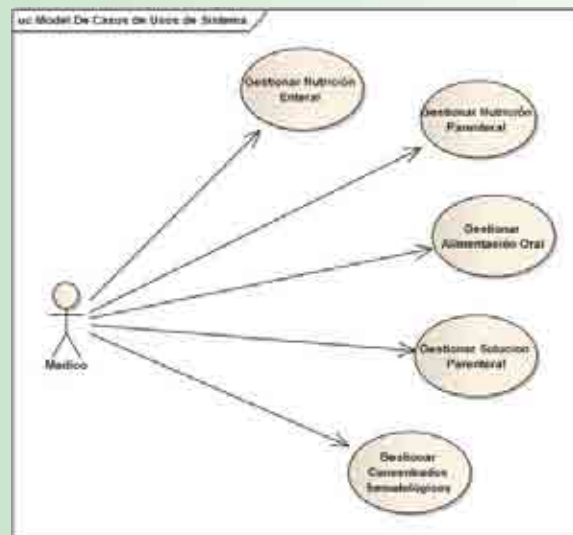 uc Model De Casos de Usos de Sistema
Gestionar Nutrición
Enteral
Gestionar Nutrición
Parenteral
Gestionar
Alimentación Oral
Medico
Gestionar Solucion
Parenteral
Gestionar
Concentrados